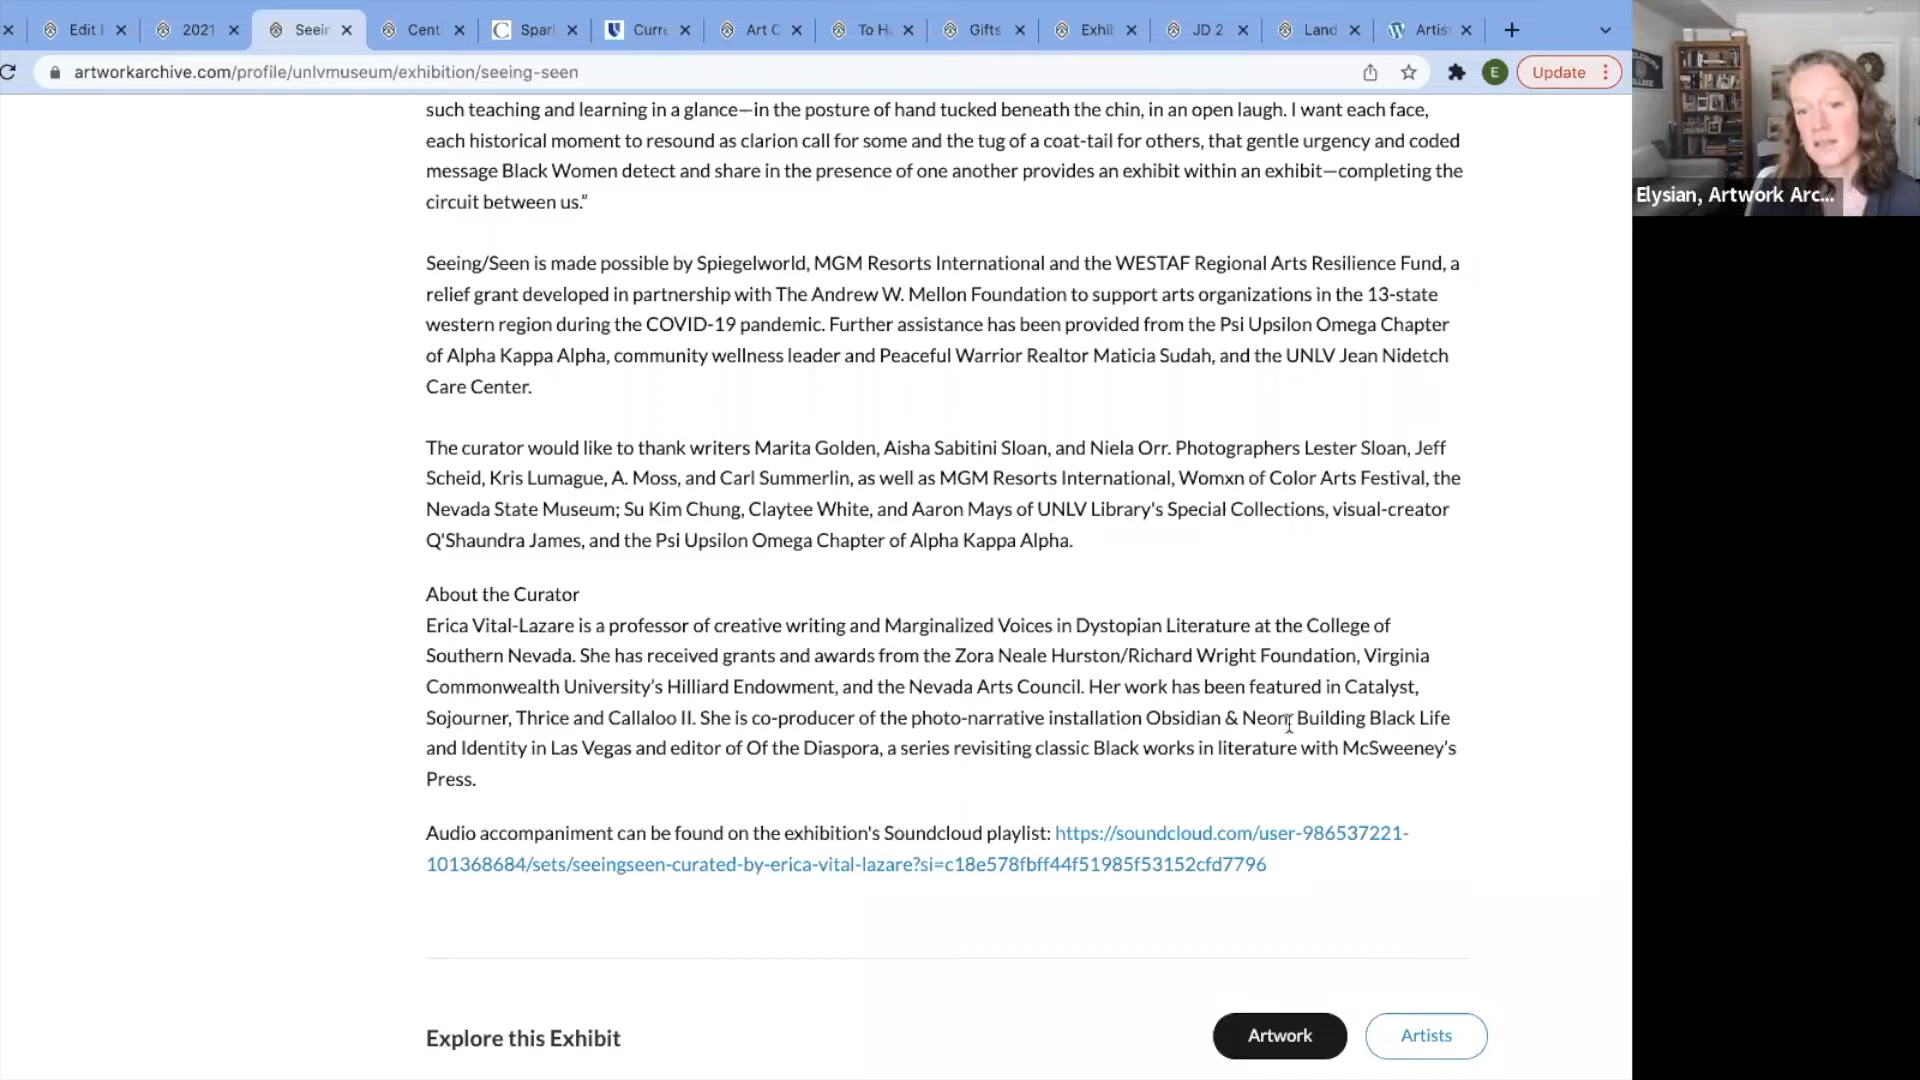 Edit I
2021
Seein
Centi
Spar
Curre
Art C
To H
Gifts
Exhib
JD 2
Land
Artis
artworkarchive.com/profile/unlvmuseum/exhibition/seeing-seen
E
Update
such teaching and learning in a glance—in the posture of hand tucked beneath the chin, in an open laugh. I want each face,
each historical moment to resound as clarion call for some and the tug of a coat-tail for others, that gentle urgency and coded
message Black Women detect and share in the presence of one another provides an exhibit within an exhibit—completing the
circuit between us.”
Seeing/Seen is made possible by Spiegelworld, MGM Resorts International and the WESTAF Regional Arts Resilience Fund, a
relief grant developed in partnership with The Andrew W. Mellon Foundation to support arts organizations in the 13-state
western region during the COVID-19 pandemic. Further assistance has been provided from the Psi Upsilon Omega Chapter
of Alpha Kappa Alpha, community wellness leader and Peaceful Warrior Realtor Maticia Sudah, and the UNLV Jean Nidetch
Care Center.
The curator would like to thank writers Marita Golden, Aisha Sabitini Sloan, and Niela Orr. Photographers Lester Sloan, Jeff
Scheid, Kris Lumague, A. Moss, and Carl Summerlin, as well as MGM Resorts International, Womxn of Color Arts Festival, the
Nevada State Museum; Su Kim Chung, Claytee White, and Aaron Mays of UNLV Library's Special Collections, visual-creator
Q'Shaundra James, and the Psi Upsilon Omega Chapter of Alpha Kappa Alpha.
About the Curator
Erica Vital-Lazare is a professor of creative writing and Marginalized Voices in Dystopian Literature at the College of
Southern Nevada. She has received grants and awards from the Zora Neale Hurston/Richard Wright Foundation, Virginia
Commonwealth University’s Hilliard Endowment, and the Nevada Arts Council. Her work has been featured in Catalyst,
Sojourner, Thrice and Callaloo II. She is co-producer of the photo-narrative installation Obsidian & Neon: Building Black Life
and Identity in Las Vegas and editor of Of the Diaspora, a series revisiting classic Black works in literature with McSweeney’s
Press.
Audio accompaniment can be found on the exhibition's Soundcloud playlist: https://soundcloud.com/user-986537221-
101368684/sets/seeingseen-curated-by-erica-vital-lazare?si=c18e578fbff44f51985f53152cfd7796
Explore this Exhibit
Artwork
Artists
Elysian, Artwork Arc...